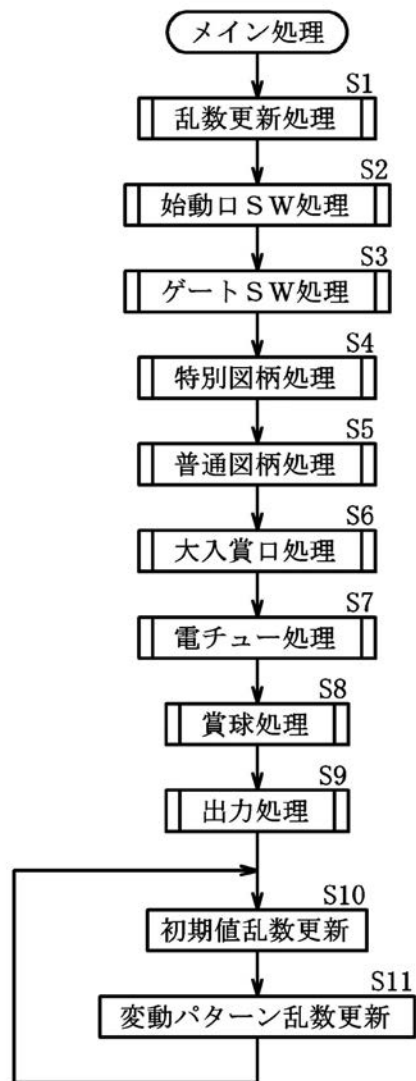 メイン処理
S1
乱数更新処理
S2
始動口ＳＷ処理
S3
ゲートＳＷ処理
S4
特別図柄処理
S5
普通図柄処理
S6
大入賞口処理
S7
電チュー処理
S8
賞球処理
S9
出力処理
S10
初期値乱数更新
S11
変動パターン乱数更新